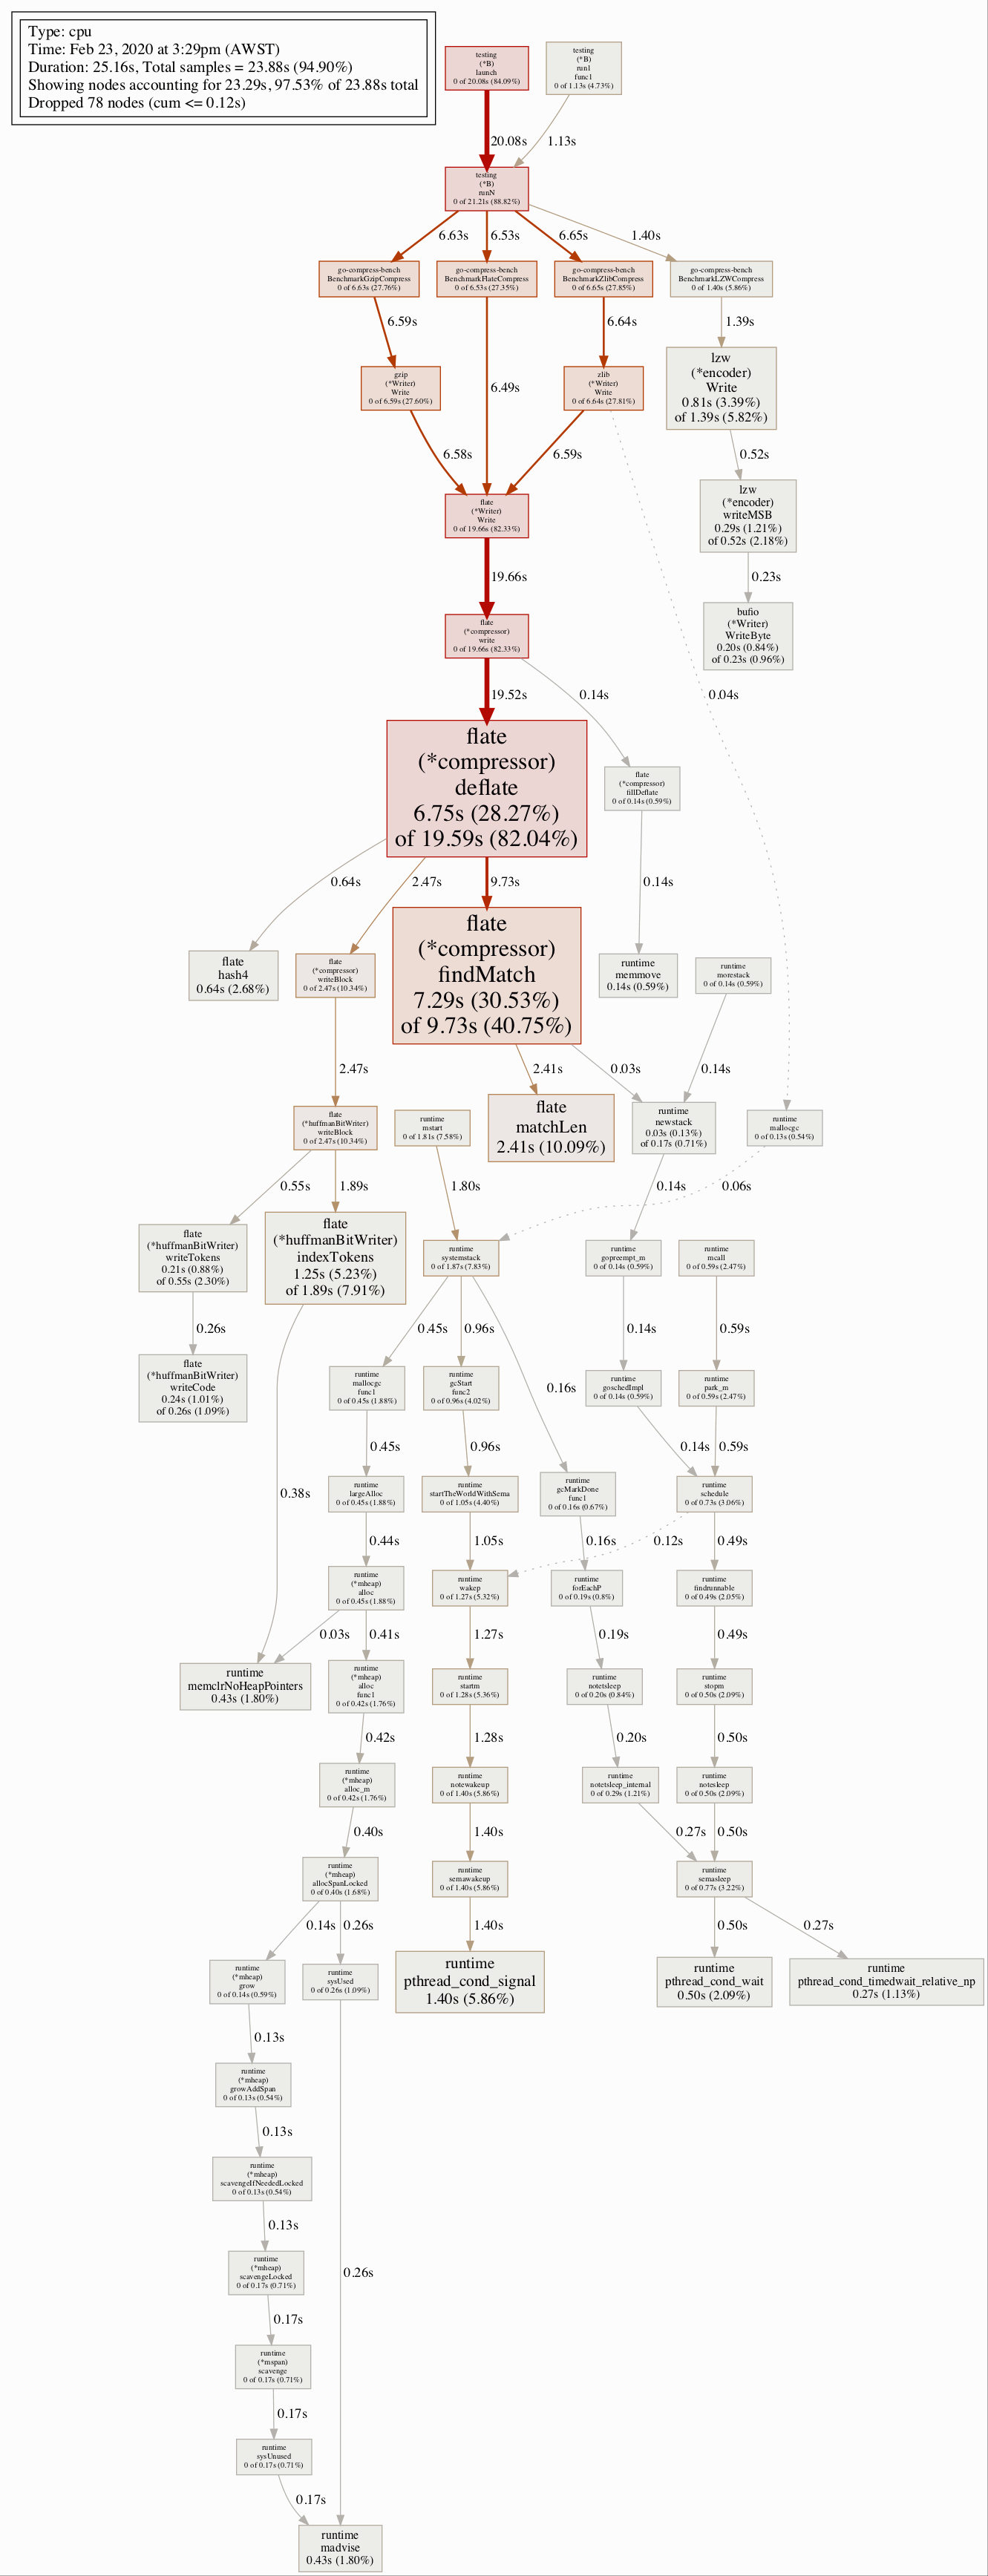 Type: cpu
Time: Feb 23, 2020 at 3:29pm (AWST)
Duration: 25.16s, Total samples = 23.88s (94.90%)
Showing nodes accounting for 23.29s, 97.53% of 23.88s total
Dropped 78 nodes (cum <= 0.12s)
testing
(*B)
launch
0 of 20.08s (84.09%)
testing
(*B)
run1
func1
0 of 1.13s (4.73%)
20.08s
1.13s
testing
(*B)
runN
0 of 21.21s (88.82%)
6.63s
6.53s
6.65s
1.40s
go-compress-bench
BenchmarkGzipCompress
0 of 6.63s (27.76%)
go-compress-bench
BenchmarkFlateCompress
0 of 6.53s (27.35%)
go-compress-bench
BenchmarkZlibCompress
0 of 6.65s (27.85%)
go-compress-bench
BenchmarkLZWCompress
0 of 1.40s (5.86%)
6.59s
6.64s
1.39s
gzip
(*Writer)
Write
0 of 6.59s (27.60%)
6.49s
zlib
(*Writer)
Write
0 of 6.64s (27.81%)
lzw
(*encoder)
Write
0.81s (3.39%)
of 1.39s (5.82%)
6.58s
6.59s
0.52s
flate
(*Writer)
Write
0 of 19.66s (82.33%)
lzw
(*encoder)
writeMSB
0.29s (1.21%)
of 0.52s (2.18%)
19.66s
0.23s
flate
(*compressor)
write
0 of 19.66s (82.33%)
bufio
(*Writer)
WriteByte
0.20s (0.84%)
of 0.23s (0.96%)
19.52s
0.14s
0.04s
flate
(*compressor)
deflate
6.75s (28.27%)
of 19.59s (82.04%)
flate
(*compressor)
fillDeflate
0 of 0.14s (0.59%)
0.64s
2.47s
9.73s
0.14s
flate
hash4
0.64s (2.68%)
flate
(*compressor)
writeBlock
0 of 2.47s (10.34%)
flate
(*compressor)
findMatch
7.29s (30.53%)
of 9.73s (40.75%)
runtime
memmove
0.14s (0.59%)
runtime
morestack
0 of 0.14s (0.59%)
2.47s
2.41s
0.03s
0.14s
flate
(*huffmanBitWriter)
writeBlock
0 of 2.47s (10.34%)
runtime
mstart
0 of 1.81s (7.58%)
flate
matchLen
2.41s (10.09%)
runtime
newstack
0.03s (0.13%)
of 0.17s (0.71%)
runtime
mallocgc
0 of 0.13s (0.54%)
0.55s
1.89s
1.80s
0.14s
0.06s
flate
(*huffmanBitWriter)
writeTokens
0.21s (0.88%)
of 0.55s (2.30%)
flate
(*huffmanBitWriter)
indexTokens
1.25s (5.23%)
of 1.89s (7.91%)
runtime
systemstack
0 of 1.87s (7.83%)
runtime
gopreempt_m
0 of 0.14s (0.59%)
runtime
mcall
0 of 0.59s (2.47%)
0.26s
0.45s
0.96s
0.14s
0.59s
flate
(*huffmanBitWriter)
writeCode
0.24s (1.01%)
of 0.26s (1.09%)
runtime
mallocgc
func1
0 of 0.45s (1.88%)
runtime
gcStart
func2
0 of 0.96s (4.02%)
0.16s
runtime
goschedImpl
0 of 0.14s (0.59%)
runtime
park_m
0 of 0.59s (2.47%)
0.45s
0.96s
0.14s
0.59s
0.38s
runtime
largeAlloc
0 of 0.45s (1.88%)
runtime
startTheWorldWithSema
0 of 1.05s (4.40%)
runtime
gcMarkDone
func1
0 of 0.16s (0.67%)
runtime
schedule
0 of 0.73s (3.06%)
0.44s
1.05s
0.16s
0.12s
0.49s
runtime
(*mheap)
alloc
0 of 0.45s (1.88%)
runtime
wakep
0 of 1.27s (5.32%)
runtime
forEachP
0 of 0.19s (0.8%)
runtime
findrunnable
0 of 0.49s (2.05%)
0.03s
0.41s
1.27s
0.19s
0.49s
runtime
memclrNoHeapPointers
0.43s (1.80%)
runtime
(*mheap)
alloc
func1
0 of 0.42s (1.76%)
runtime
startm
0 of 1.28s (5.36%)
runtime
notetsleep
0 of 0.20s (0.84%)
runtime
stopm
0 of 0.50s (2.09%)
0.42s
1.28s
0.20s
0.50s
runtime
(*mheap)
alloc_m
0 of 0.42s (1.76%)
runtime
notewakeup
0 of 1.40s (5.86%)
runtime
notetsleep_internal
0 of 0.29s (1.21%)
runtime
notesleep
0 of 0.50s (2.09%)
0.40s
1.40s
0.27s
0.50s
runtime
(*mheap)
allocSpanLocked
0 of 0.40s (1.68%)
runtime
semawakeup
0 of 1.40s (5.86%)
runtime
semasleep
0 of 0.77s (3.22%)
0.14s
0.26s
1.40s
0.50s
0.27s
runtime
(*mheap)
grow
0 of 0.14s (0.59%)
runtime
sysUsed
0 of 0.26s (1.09%)
runtime
pthread_cond_signal
1.40s (5.86%)
runtime
pthread_cond_wait
0.50s (2.09%)
runtime
pthread_cond_timedwait_relative_np
0.27s (1.13%)
0.13s
runtime
(*mheap)
growAddSpan
0 of 0.13s (0.54%)
0.13s
runtime
(*mheap)
scavengeIfNeededLocked
0 of 0.13s (0.54%)
0.13s
runtime
(*mheap)
scavengeLocked
0 of 0.17s (0.71%)
0.26s
0.17s
runtime
(*mspan)
scavenge
0 of 0.17s (0.71%)
0.17s
runtime
sysUnused
0 of 0.17s (0.71%)
0.17s
runtime
madvise
0.43s (1.80%)